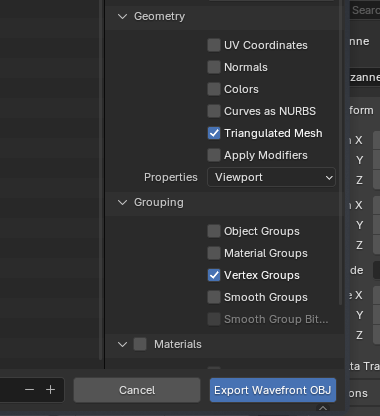 Geometry
Searc
UV Coordinates
nne
Normals
Colors
zanne
Curves as NURBS
form
Triangulated Mesh
X
Apply Modifiers
Y
Properties Viewport
Z
Grouping
X
Object Groups
Y
Material Groups
Z
Vertex Groups
de
Smooth Groups
e X
Smooth Group Bit...
Y
Z
Materials
ta Tra
Cancel
Export Wavefront OBJ
ons